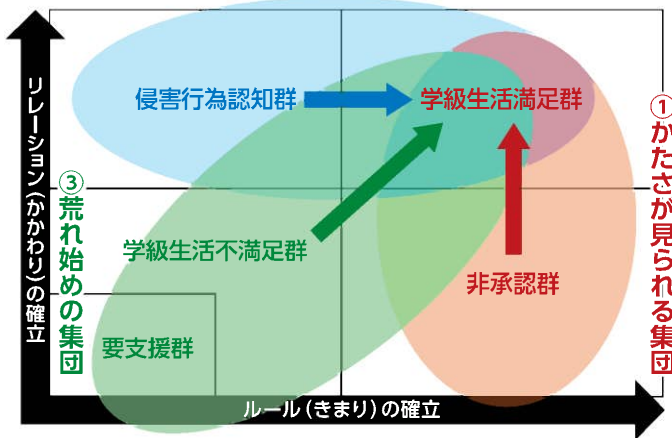 リレーション(かかわり)の確立
侵害行為認知群
学級生活満足群
①かたさが見られる集団
③荒れ始めの集団
学級生活不満足群
非承認群
要支援群
ルール(きまり)の確立